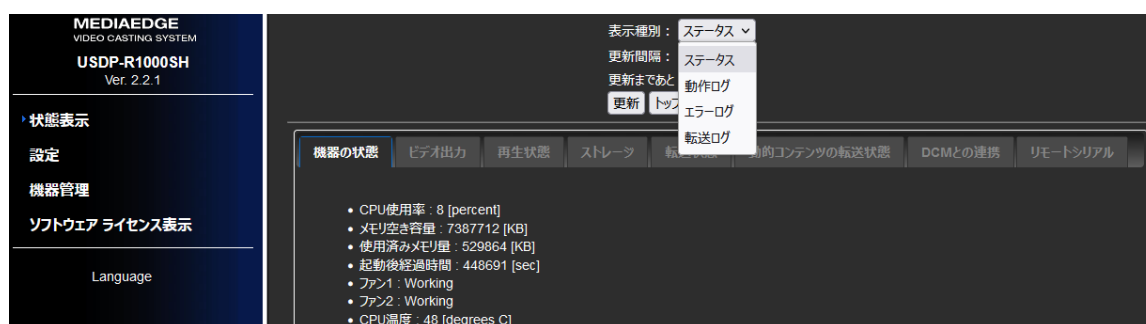 MEDIAEDGE
VIDEO CASTING SYSTEM
USDP-R1000SH
Ver. 2.2.1
状態表示
設定
機器管理
ソフトウェア ライセンス表示
Language
表示種別： ステータス
更新間隔：
更新まであと
更新 トップ
ステータス
動作ログ
エラーログ
転送ログ
機器の状態 ビデオ出力 再生状態 ストレージ 動的コンテンツの転送状態 DCMとの連携 リモートシリアル
• CPU使用率 : 8 [percent]
• メモリ空き容量 : 7387712 [KB]
• 使用済みメモリ量 : 529864 [KB]
• 起動後経過時間 : 448691 [sec]
• ファン1 : Working
• ファン2 : Working
• CPU温度 : 48 [degrees C]